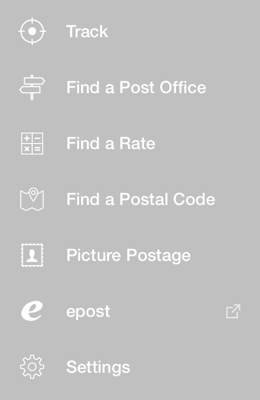 Track
Find a Post Office
Find a Rate
Find a Postal Code
Picture Postage
epost
Settings